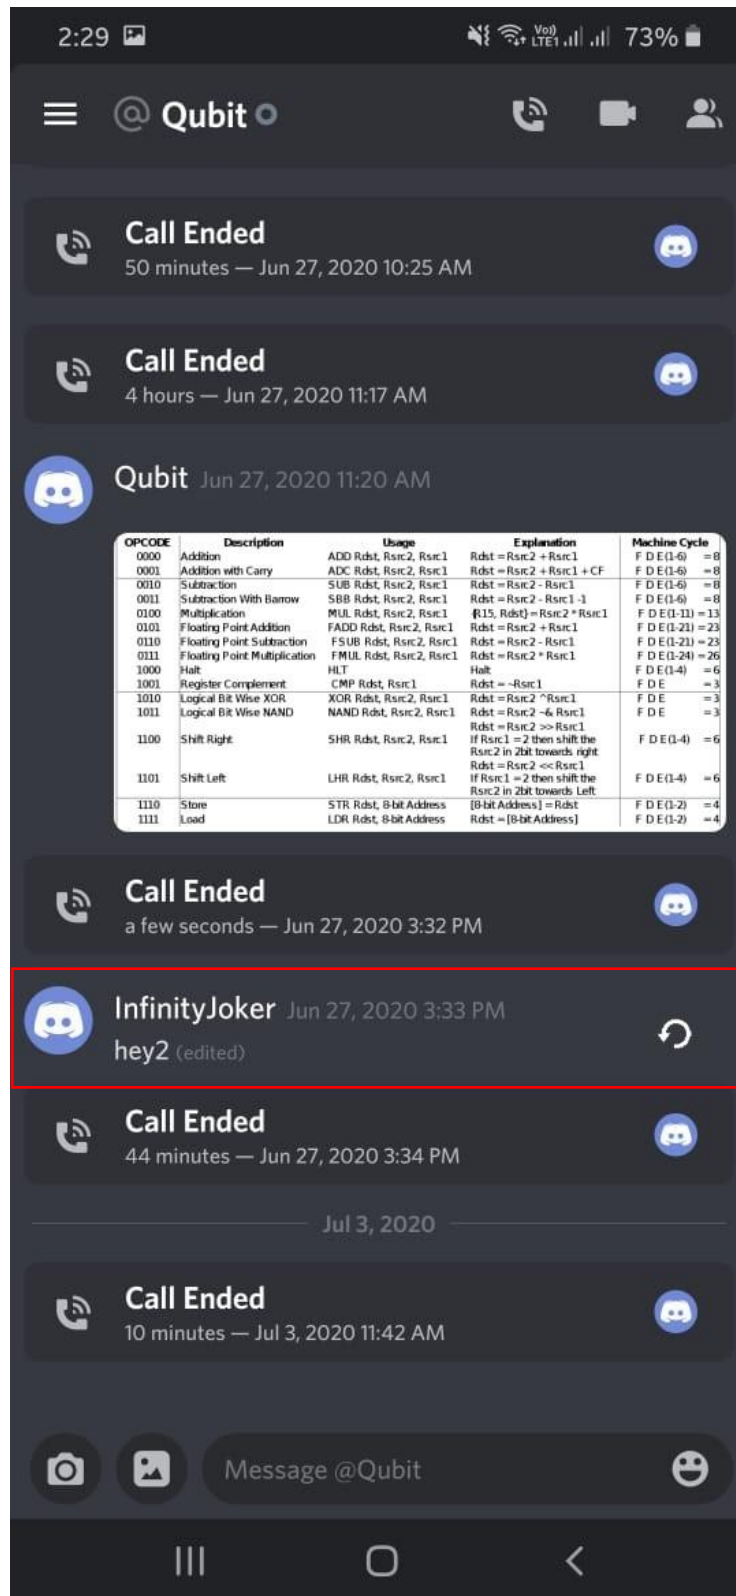 2:29 Vo)) LTE1 73%
@ Qubit
Call Ended
50 minutes — Jun 27, 2020 10:25 AM
Call Ended
4 hours — Jun 27, 2020 11:17 AM
Qubit Jun 27, 2020 11:20 AM
OPCODE Description Usage Explanation Machine Cycle
0000 Addition ADD Rdst, Rsrc2, Rsrc1 Rdst = Rsrc2 + Rsrc1 F D E(1-6) =8
0001 Addition with Carry ADC Rdst, Rsrc2, Rsrc1 Rdst = Rsrc2 + Rsrc1 + CF F D E(1-6) =8
0010 Subtraction SUB Rdst, Rsrc2, Rsrc1 Rdst = Rsrc2 - Rsrc1 F D E(1-6) =8
0011 Subtraction With Barrow SBB Rdst, Rsrc2, Rsrc1 Rdst = Rsrc2 - Rsrc1 -1 F D E(1-6) =8
0100 Multiplication MUL Rdst, Rsrc2, Rsrc1 {R15, Rdst}=Rsrc2 * Rsrc1 F D E(1-11) =13
0101 Floating Point Addition FADD Rdst, Rsrc2, Rsrc1 Rdst = Rsrc2 + Rsrc1 F D E(1-21) =23
0110 Floating Point Subtraction FSUB Rdst, Rsrc2, Rsrc1 Rdst = Rsrc2 - Rsrc1 F D E(1-21) =23
0111 Floating Point Multiplication FMUL Rdst, Rsrc2, Rsrc1 Rdst = Rsrc2 * Rsrc1 F D E(1-24) =26
1000 Halt HLT Halt F D E(1-4) =6
1001 Register Complement CMP Rdst, Rsrc1 Rdst = ~Rsrc1 F D E =3
1010 Logical Bit Wise XOR XOR Rdst, Rsrc2, Rsrc1 Rdst = Rsrc2 ^Rsrc1 F D E =3
1011 Logical Bit Wise NAND NAND Rdst, Rsrc2, Rsrc1 Rdst = Rsrc2 ~& Rsrc1 F D E =3
Rdst = Rsrc2 >> Rsrc1
1100 Shift Right SHR Rdst, Rsrc2, Rsrc1 If Rsrc1 = 2 then shift the F D E(1-4) =6
Rsrc2 in 2bit towards right
Rdst = Rsrc2 << Rsrc1
1101 Shift Left LHR Rdst, Rsrc2, Rsrc1 If Rsrc1 = 2 then shift the F D E(1-4) =6
Rsrc2 in 2bit towards Left
1110 Store STR Rdst, 8-bit Address [8-bit Address] = Rdst F D E(1-2) =4
1111 Load LDR Rdst, 8-bit Address Rdst = [8-bit Address] F D E(1-2) =4
Call Ended
a few seconds — Jun 27, 2020 3:32 PM
InfinityJoker Jun 27, 2020 3:33 PM
hey2 (edited)
Call Ended
44 minutes — Jun 27, 2020 3:34 PM
Jul 3, 2020
Call Ended
10 minutes — Jul 3, 2020 11:42 AM
Message @Qubit